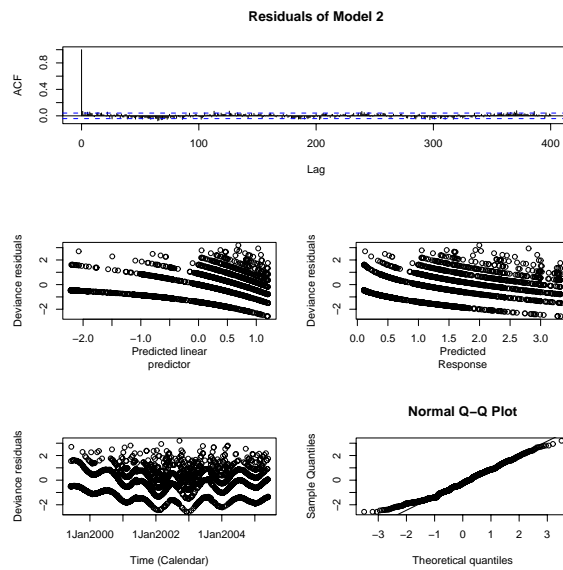 Residuals of Model 2
ACF
0.0 0.4 0.8
0 100 200 300 400
Lag
Deviance residuals
−2 0 2
−2.0 −1.0 0.0 1.0
Predicted linear
predictor
Deviance residuals
−2 0 2
0.0 0.5 1.0 1.5 2.0 2.5 3.0
Predicted
Response
Deviance residuals
−2 0 2
1Jan2000 1Jan2002 1Jan2004
Time (Calendar)
Normal Q−Q Plot
Sample Quantiles
−2 0 2
−3 −2 −1 0 1 2 3
Theoretical quantiles